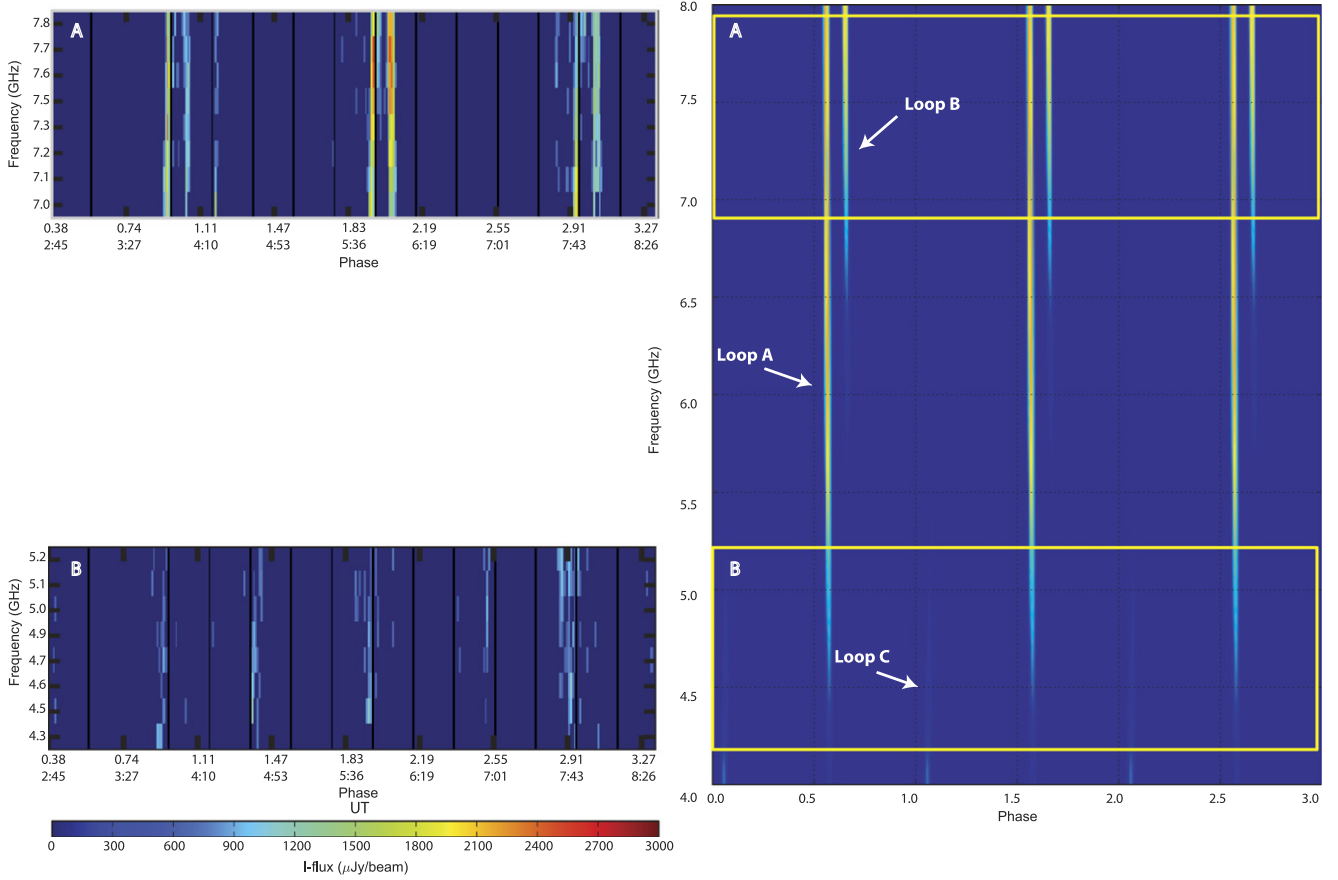 A
Frequency (GHz)
7.8
7.7
7.6
7.5
7.3
7.2
7.1
7.0
0.38 0.74 1.11 1.47 1.83 2.19 2.55 2.91 3.27
2:45 3:27 4:10 4:53 5:36 6:19 7:01 7:43 8:26
Phase
B
Frequency (GHz)
5.2
5.1
5.0
4.9
4.7
4.6
4.5
4.3
0.38 0.74 1.11 1.47 1.83 2.19 2.55 2.91 3.27
2:45 3:27 4:10 4:53 5:36 6:19 7:01 7:43 8:26
Phase
UT
0 300 600 900 1200 1500 1800 2100 2400 2700 3000
I-flux (μJy/beam)
A
Loop B
Loop A
B
Loop C
Frequency (GHz)
8.0
7.5
7.0
6.5
6.0
5.5
5.0
4.5
4.0
0.0 0.5 1.0 1.5 2.0 2.5 3.0
Phase